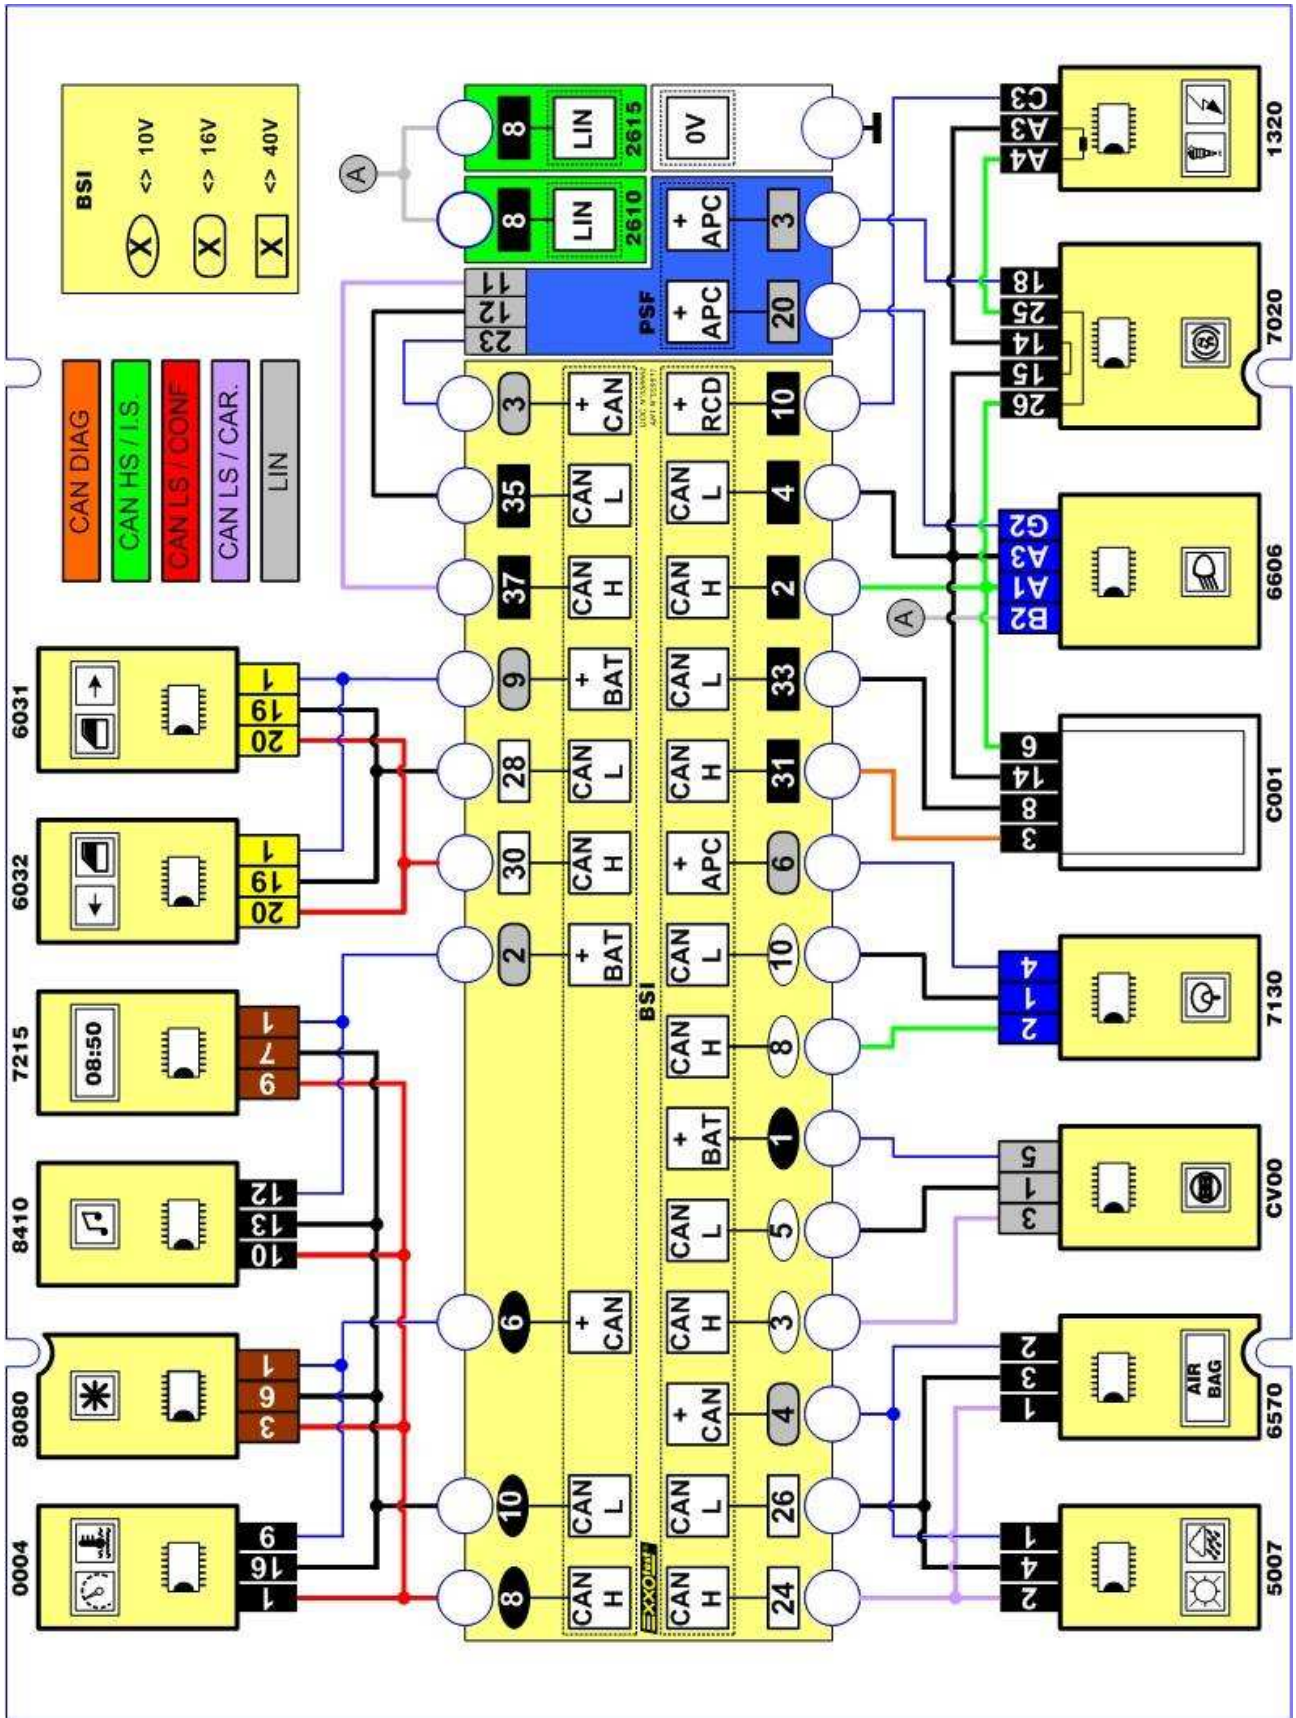 0004
1
16
9
8080
3
6
1
8410
10
13
12
7215
08:50
9
7
1
6032
20
19
1
6031
20
19
1
CAN DIAG
CAN HS / I.S.
CAN LS / CONF
CAN LS / CAR.
LIN
BSI
X <> 10V
X <> 16V
X <> 40V
A
8
CAN
H
10
CAN
L
6
+
CAN
2
+
BAT
30
CAN
H
28
CAN
L
9
+
BAT
37
CAN
H
35
CAN
L
3
+
CAN
23
12
11
8
LIN
2610
8
LIN
2615
EXXOtest
BSI
PSF
CAN
H
24
CAN
L
26
+
CAN
4
CAN
H
3
CAN
L
5
+
BAT
1
CAN
H
8
CAN
L
10
+
APC
6
CAN
H
31
CAN
L
33
CAN
H
2
CAN
L
4
+
RCD
10
+
APC
20
+
APC
3
0V
A
2
4
1
5007
1
3
2
AIR
BAG
6570
3
1
5
CV00
2
1
4
7130
3
8
14
6
C001
B2
A1
A3
G2
6606
26
15
14
25
18
7020
A4
A3
C3
1320